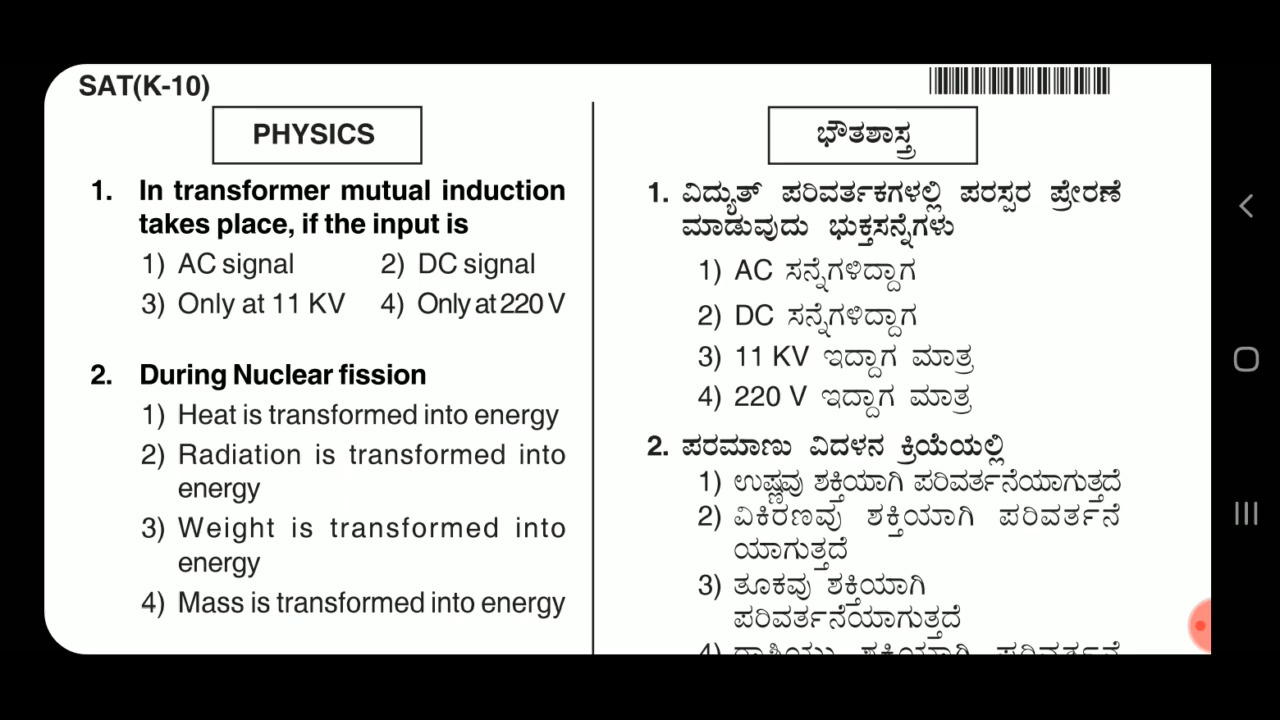 SAT(K-10)
PHYSICS
1. In transformer mutual induction
takes place, if the input is
1) AC signal 2) DC signal
3) Only at 11 KV 4) Only at 220 V
2. During Nuclear fission
1) Heat is transformed into energy
2) Radiation is transformed into
energy
3) Weight is transformed into
energy
4) Mass is transformed into energy
ಭೌತಶಾಸ್ತ್ರ
1. ವಿದ್ಯುತ್ ಪರಿವರ್ತಕಗಳಲ್ಲಿ ಪರಸ್ಪರ ಪ್ರೇರಣೆ
ಮಾಡುವುದು ಭುಕ್ತಸನ್ನೆಗಳು
1) AC ಸನ್ನೆಗಳಿದ್ದಾಗ
2) DC ಸನ್ನೆಗಳಿದ್ದಾಗ
3) 11 KV ಇದ್ದಾಗ ಮಾತ್ರ
4) 220 V ಇದ್ದಾಗ ಮಾತ್ರ
2. ಪರಮಾಣು ವಿದಳನ ಕ್ರಿಯೆಯಲ್ಲಿ
1) ಉಷ್ಣವು ಶಕ್ತಿಯಾಗಿ ಪರಿವರ್ತನೆಯಾಗುತ್ತದೆ
2) ವಿಕಿರಣವು ಶಕ್ತಿಯಾಗಿ ಪರಿವರ್ತನೆ
ಯಾಗುತ್ತದೆ
3) ತೂಕವು ಶಕ್ತಿಯಾಗಿ
ಪರಿವರ್ತನೆಯಾಗುತ್ತದೆ
4) ರಾಶಿಯು ಶಕ್ತಿಯಾಗಿ ಪರಿವರ್ತನೆ